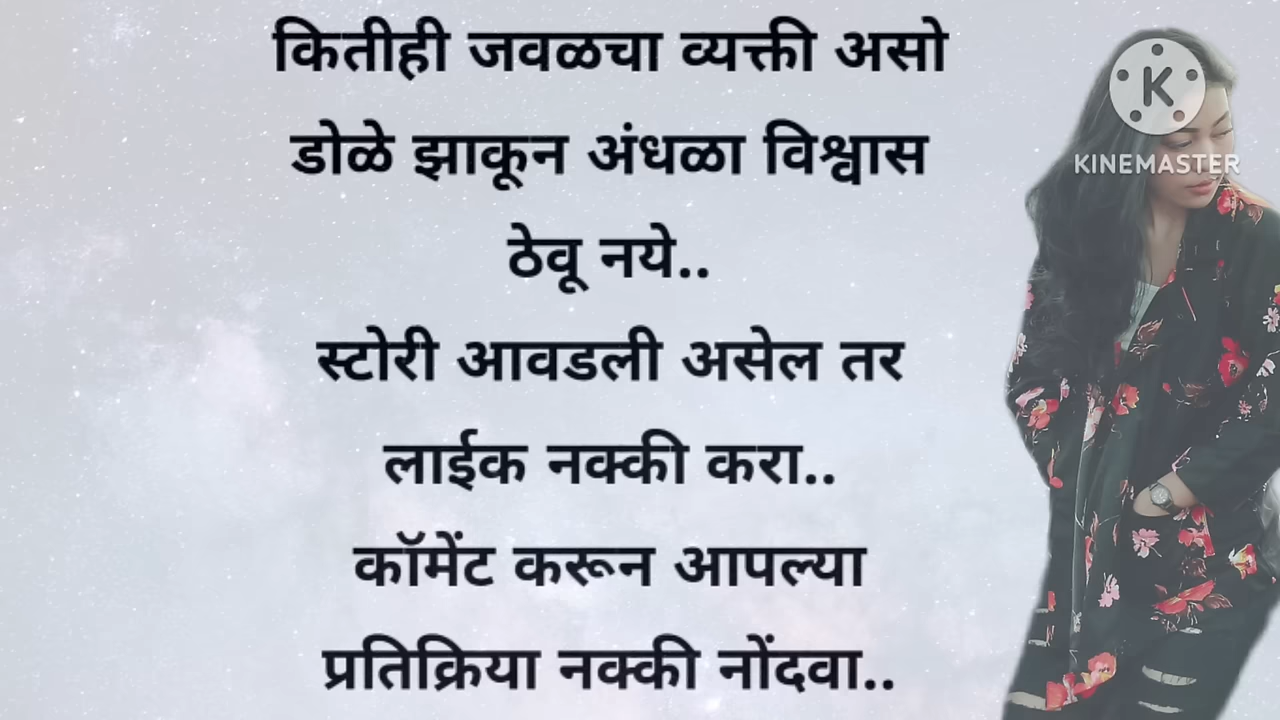 कितीही जवळचा व्यक्ती असो
डोळे झाकून अंधळा विश्वास
ठेवू नये..
स्टोरी आवडली असेल तर
लाईक नक्की करा..
कॉमेंट करून आपल्या
प्रतिक्रिया नक्की नोंदवा..
K
KINEMASTER